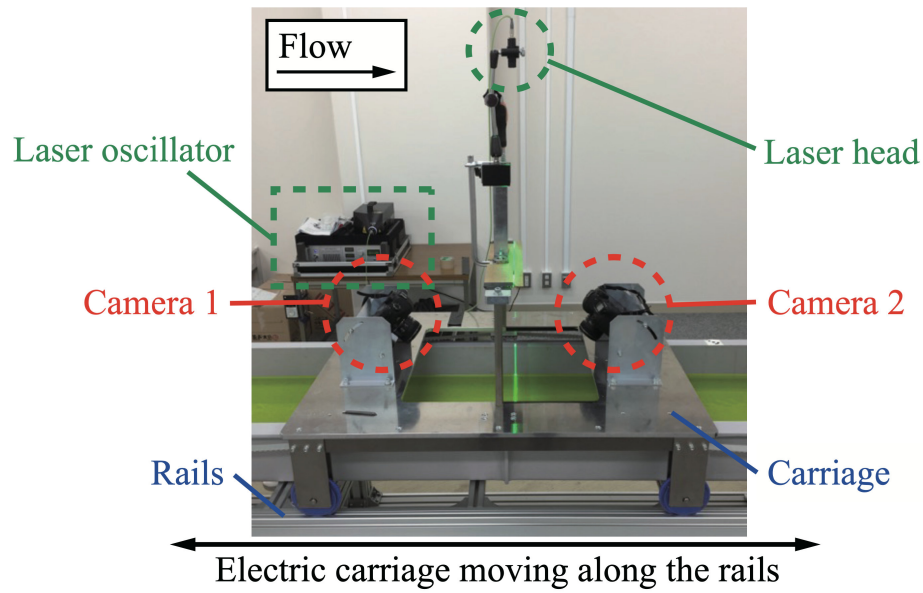 Flow
Laser oscillator
Laser head
Camera 1
Camera 2
Rails
Carriage
Electric carriage moving along the rails